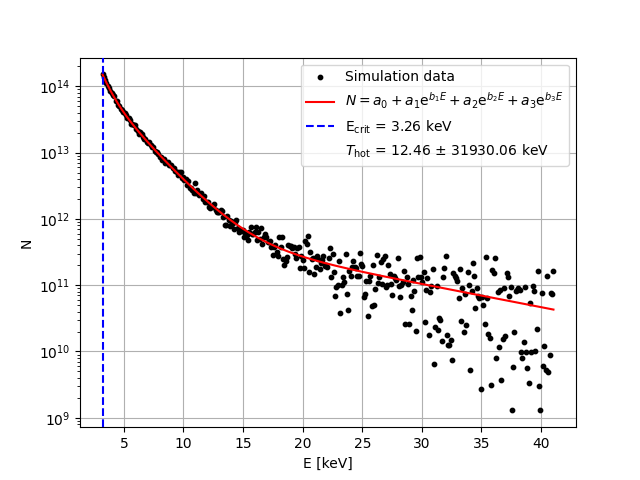 Simulation data
N = a₀ + a₁e^{b₁E} + a₂e^{b₂E} + a₃e^{b₃E}
E_crit = 3.26 keV
T_hot = 12.46 ± 31930.06 keV
N
10¹⁴
10¹³
10¹²
10¹¹
10¹⁰
10⁹
5 10 15 20 25 30 35 40
E [keV]